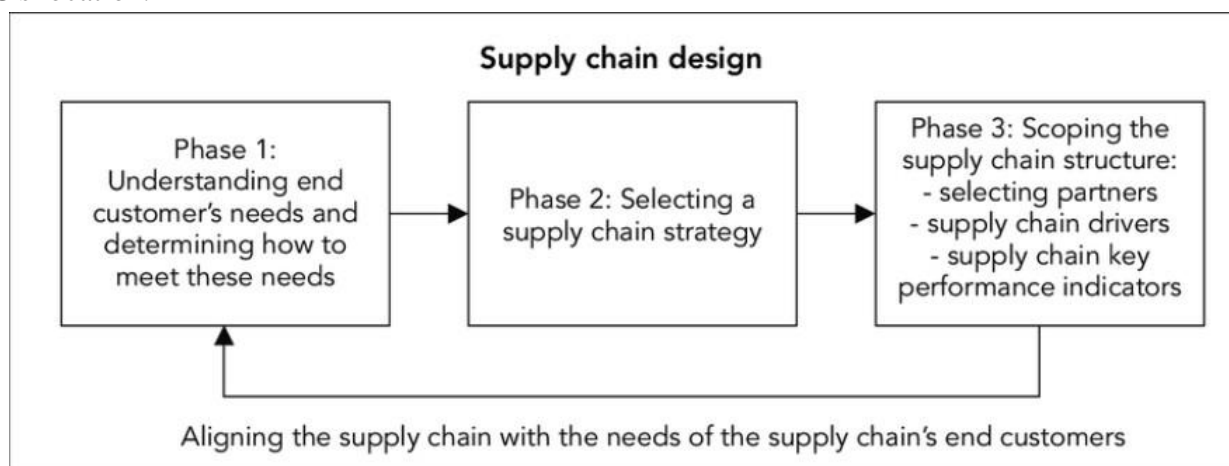 Supply chain design
Phase 1:
Understanding end
customer's needs and
determining how to
meet these needs
Phase 2: Selecting a
supply chain strategy
Phase 3: Scoping the
supply chain structure:
- selecting partners
- supply chain drivers
- supply chain key
performance indicators
Aligning the supply chain with the needs of the supply chain's end customers